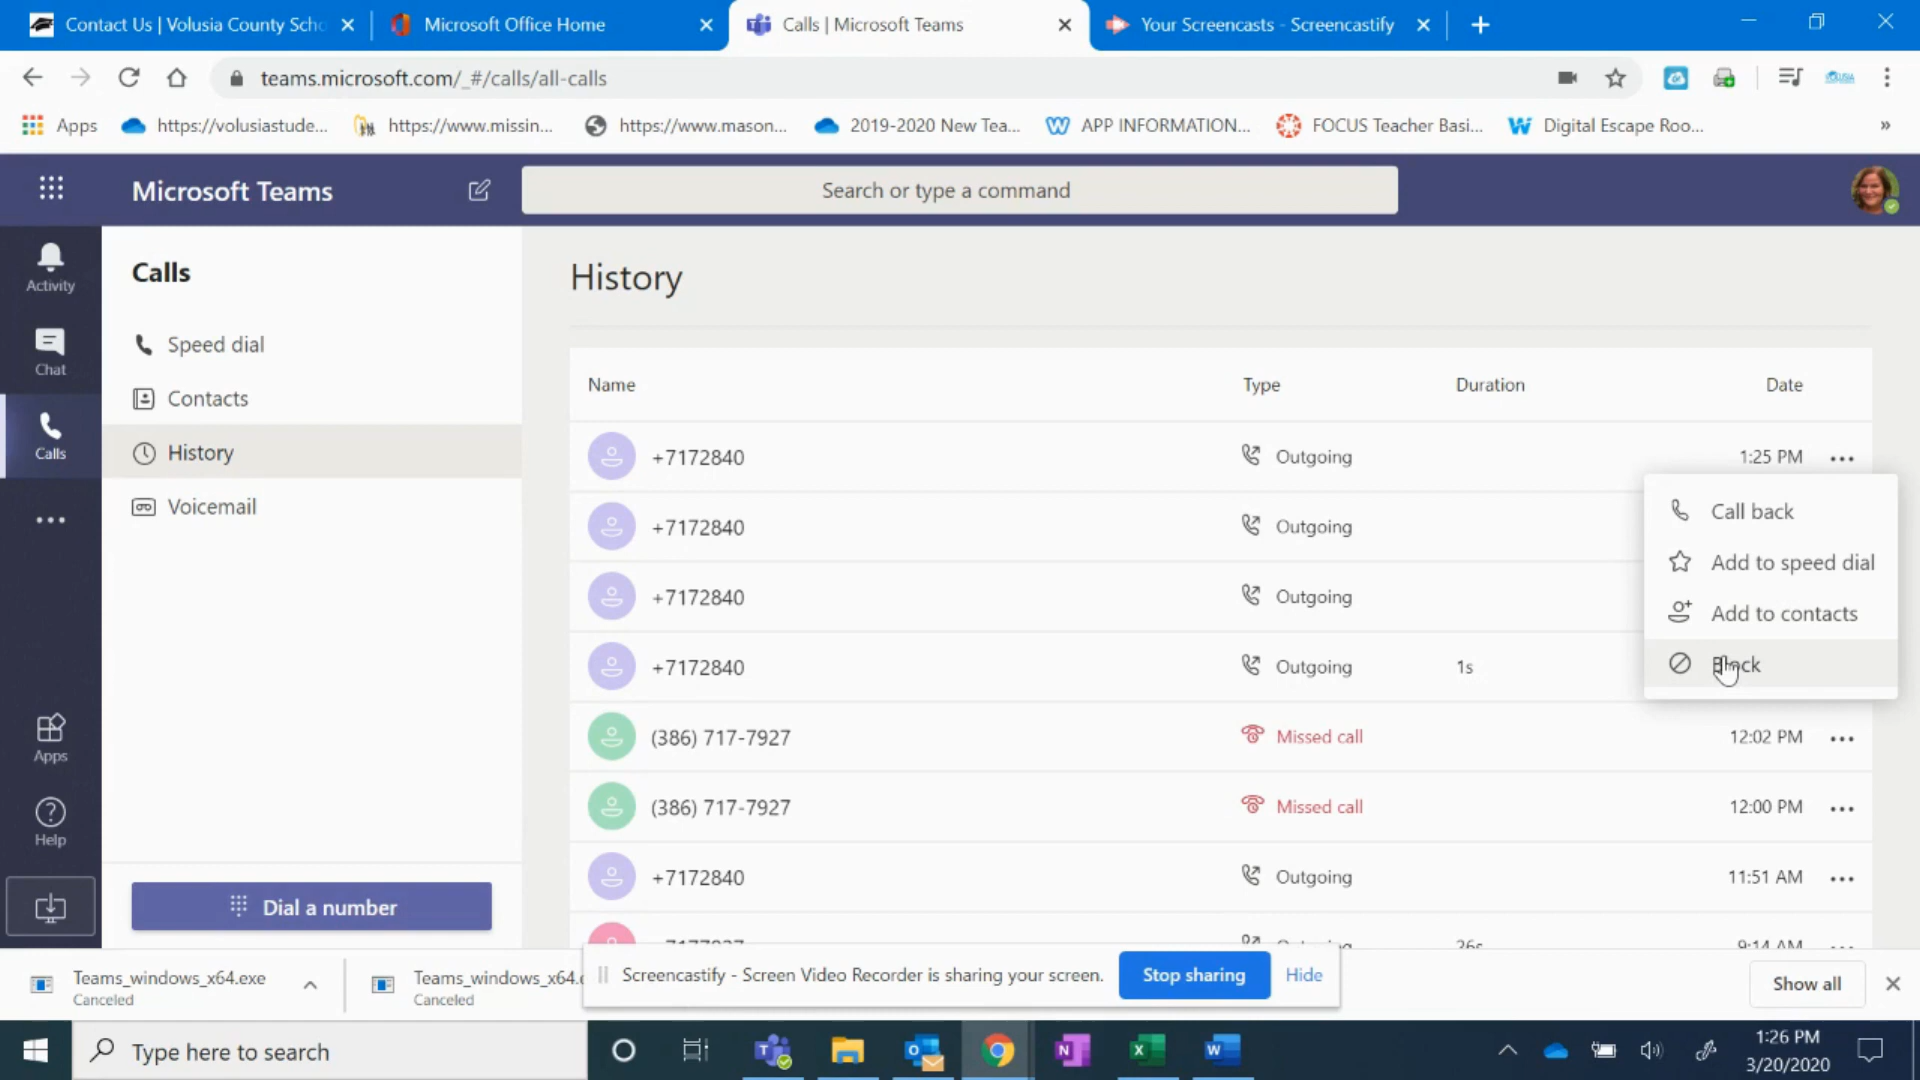 Contact Us | Volusia County Scho
Microsoft Office Home
Calls | Microsoft Teams
Your Screencasts - Screencastify
teams.microsoft.com/_#/calls/all-calls
Apps
https://volusiastude...
https://www.missin...
https://www.mason...
2019-2020 New Tea...
APP INFORMATION...
FOCUS Teacher Basi...
Digital Escape Roo...
»
Microsoft Teams
Search or type a command
Activity
Chat
Calls
Apps
Help
Calls
Speed dial
Contacts
History
Voicemail
Dial a number
History
Name Type Duration Date
+7172840 Outgoing 1:25 PM
+7172840 Outgoing
+7172840 Outgoing
+7172840 Outgoing 1s
(386) 717-7927 Missed call 12:02 PM
(386) 717-7927 Missed call 12:00 PM
+7172840 Outgoing 11:51 AM
Outgoing 26s 9:14 AM
Call back
Add to speed dial
Add to contacts
Block
Teams_windows_x64.exe
Canceled
Teams_windows_x64.e
Canceled
Screencastify - Screen Video Recorder is sharing your screen.
Stop sharing
Hide
Show all
Type here to search
1:26 PM
3/20/2020